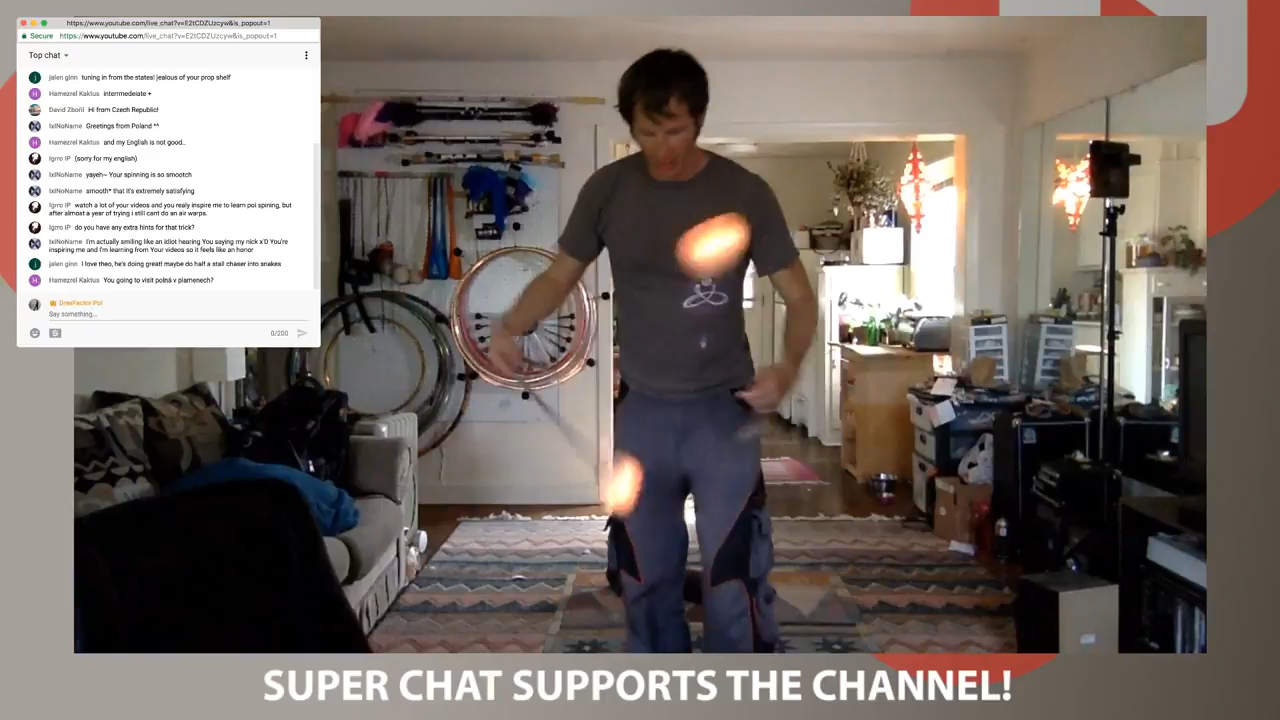 https://www.youtube.com/live_chat?v=E2tCDZUzcyw&is_popout=1
Secure https://www.youtube.com/live_chat?v=E2tCDZUzcyw&is_popout=1
Top chat
jalen ginn tuning in from the states! jealous of your prop shelf
Hamezrel Kaktus interrmedeiate +
David Zbořil Hi from Czech Republic!
IxINoName Greetings from Poland ^^
Hamezrel Kaktus and my English is not good..
Igrro IP (sorry for my english)
IxINoName yayeh~ Your spinning is so smootch
IxINoName smooth* that it's extremely satisfying
Igrro IP watch a lot of your videos and you realy inspire me to learn poi spining, but
after almost a year of trying i still cant do an air warps.
Igrro IP do you have any extra hints for that trick?
IxINoName i'm actually smiling like an idiot hearing You saying my nick x'D You're
inspiring me and I'm learning from Your videos so it feels like an honor
jalen ginn I love theo, he's doing great! maybe do half a stall chaser into snakes
Hamezrel Kaktus You going to visit polná v plamenech?
DrexFactor Poi
Say something...
0/200
SUPER CHAT SUPPORTS THE CHANNEL!